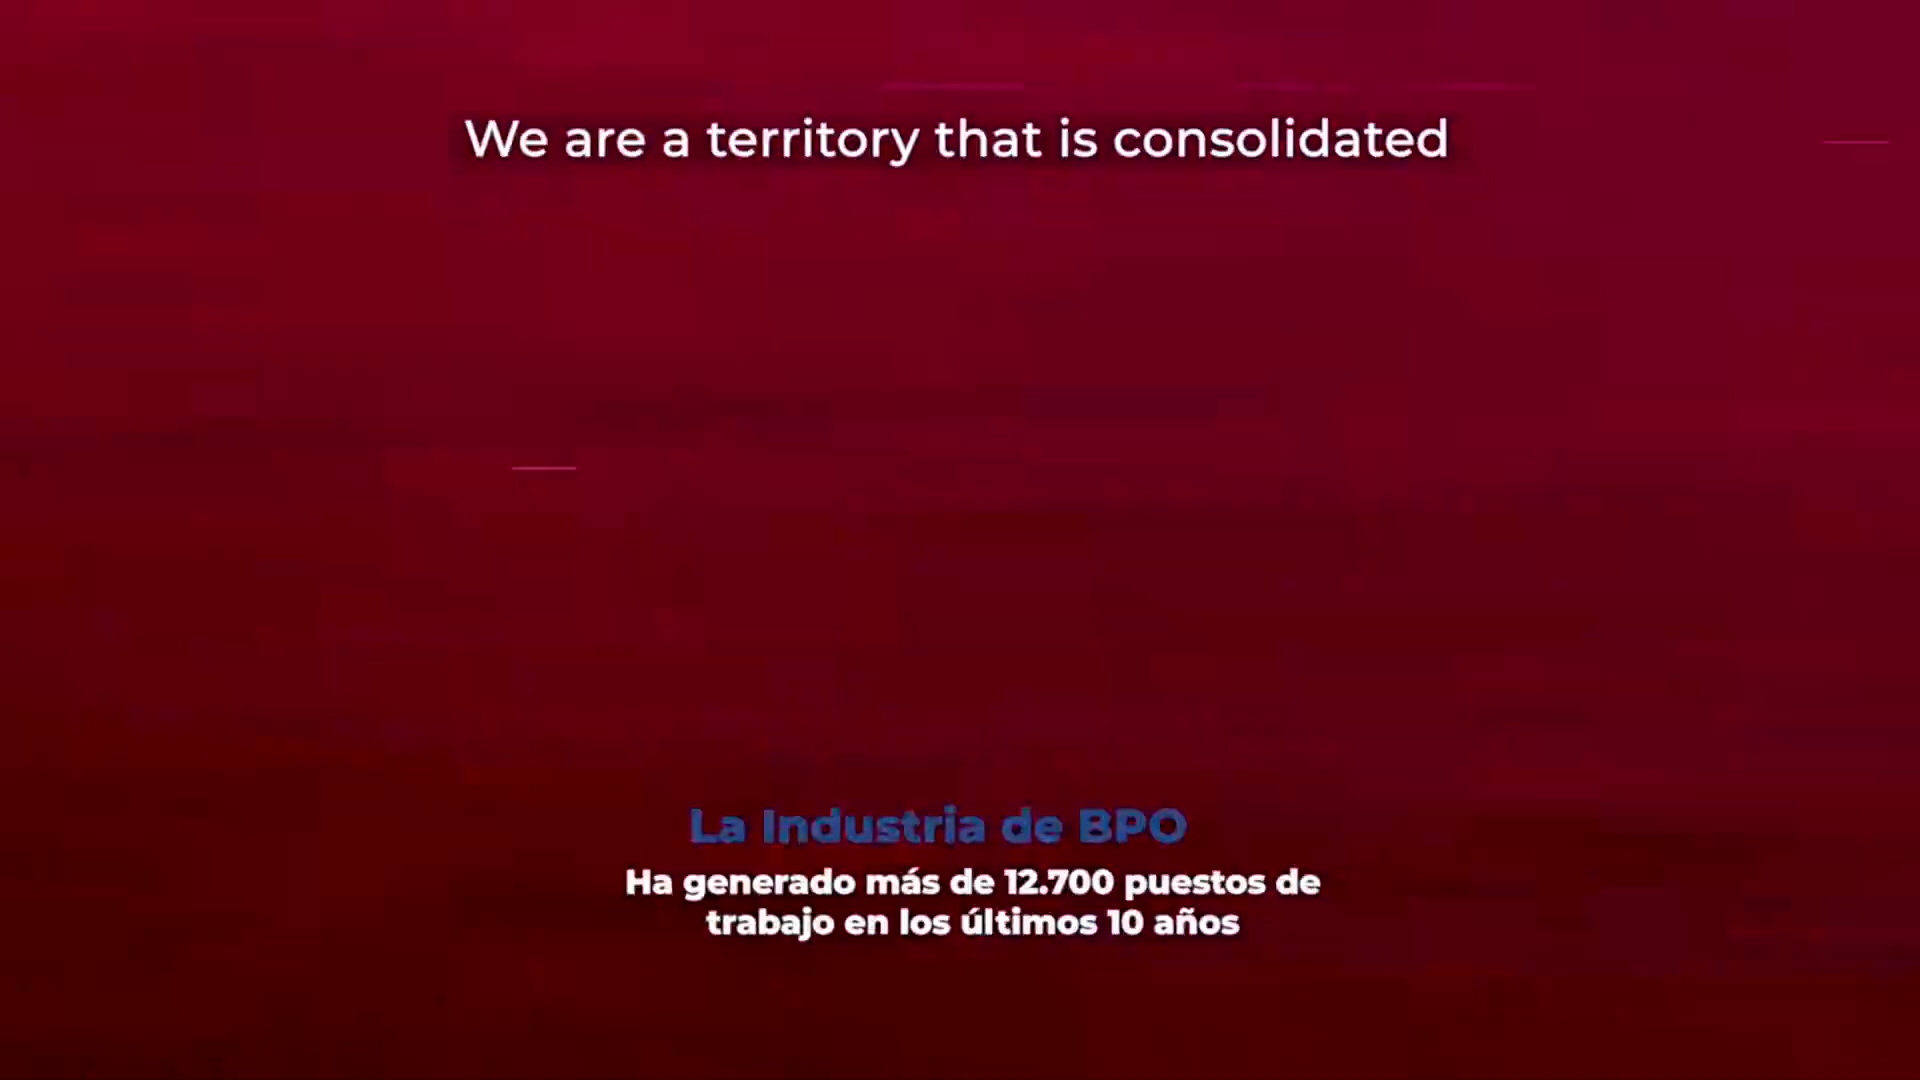 We are a territory that is consolidated
La Industria de BPO
Ha generado más de 12.700 puestos de
trabajo en los últimos 10 años